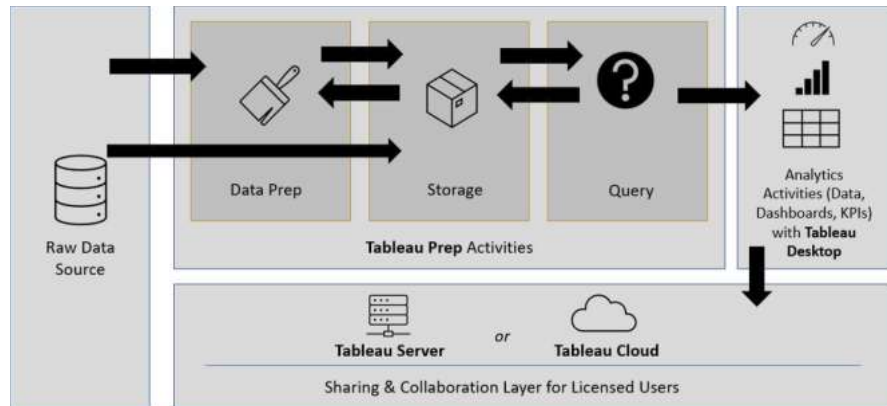 Raw Data
Source
Data Prep
Storage
Query
Tableau Prep Activities
Analytics
Activities (Data,
Dashboards, KPIs)
with Tableau
Desktop
?
Tableau Server
or
Tableau Cloud
Sharing & Collaboration Layer for Licensed Users